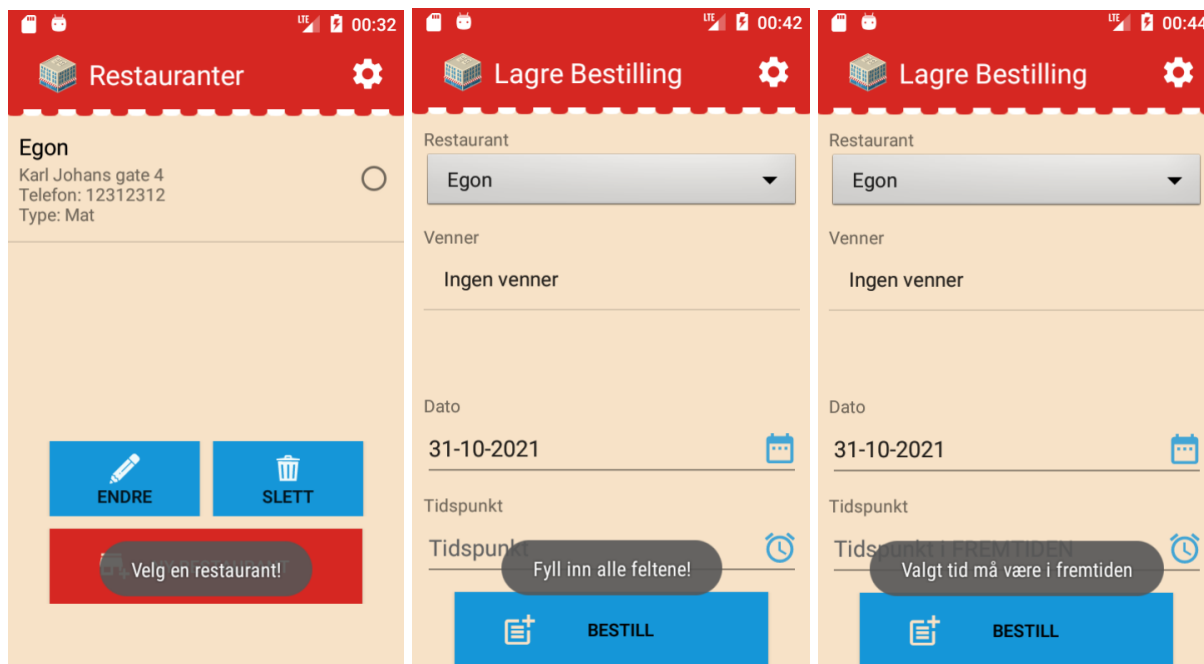 LTE 00:32
Restauranter
Egon
Karl Johans gate 4
Telefon: 12312312
Type: Mat
ENDRE
SLETT
Velg en restaurant!
LTE 00:42
Lagre Bestilling
Restaurant
Egon
Venner
Ingen venner
Dato
31-10-2021
Tidspunkt
Tidspunkt
Fyll inn alle feltene!
BESTILL
LTE 00:44
Lagre Bestilling
Restaurant
Egon
Venner
Ingen venner
Dato
31-10-2021
Tidspunkt
Tidspunkt I FREMTIDEN
Valgt tid må være i fremtiden
BESTILL